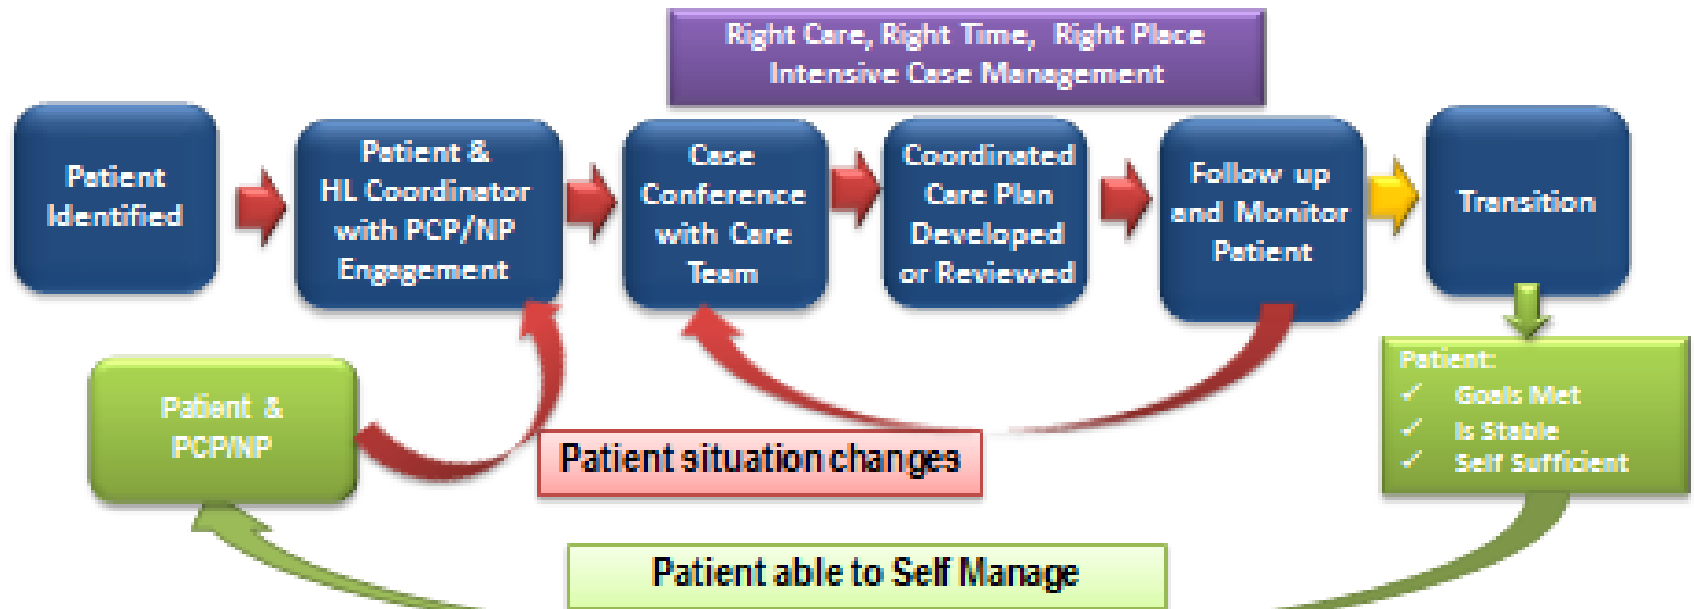 Right Care, Right Time, Right Place
Intensive Case Management
Patient
Identified
Patient &
HL Coordinator
with PCP/NP
Engagement
Case
Conference
with Care
Team
Coordinated
Care Plan
Developed
or Reviewed
Follow up
and Monitor
Patient
Transition
Patient &
PCP/NP
Patient situation changes
Patient:
✓ Goals Met
✓ Is Stable
✓ Self Sufficient
Patient able to Self Manage